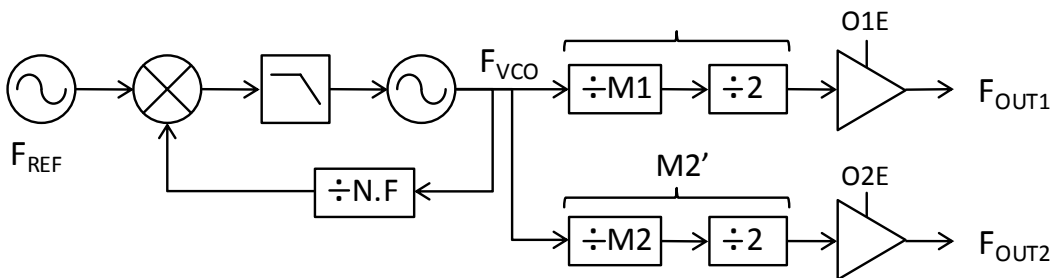 O1E
F_VCO
÷M1
÷2
F_OUT1
F_REF
÷N.F
M2’
O2E
÷M2
÷2
F_OUT2